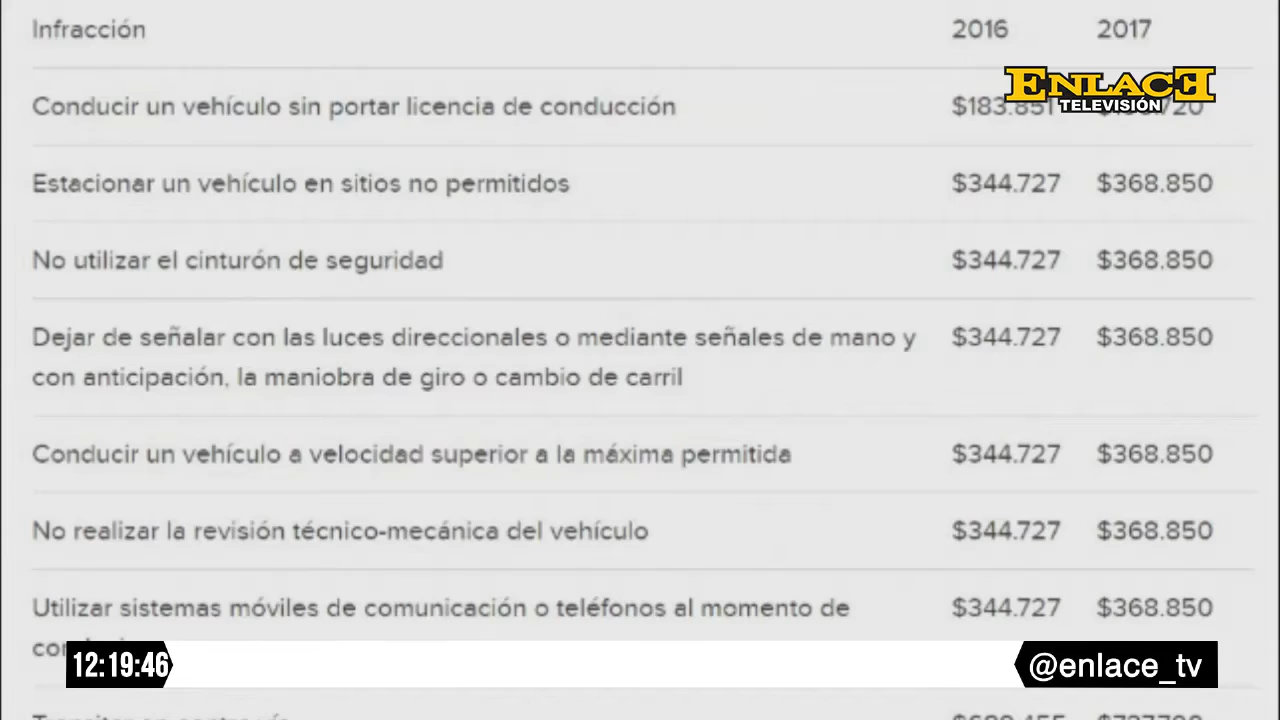 Infracción 2016 2017
ENLACE
TELEVISIÓN
Conducir un vehículo sin portar licencia de conducción
Estacionar un vehículo en sitios no permitidos $344.727 $368.850
No utilizar el cinturón de seguridad $344.727 $368.850
Dejar de señalar con las luces direccionales o mediante señales de mano y $344.727 $368.850
con anticipación, la maniobra de giro o cambio de carril
Conducir un vehículo a velocidad superior a la máxima permitida $344.727 $368.850
No realizar la revisión técnico-mecánica del vehículo $344.727 $368.850
Utilizar sistemas móviles de comunicación o teléfonos al momento de $344.727 $368.850
12:19:46 @enlace_tv